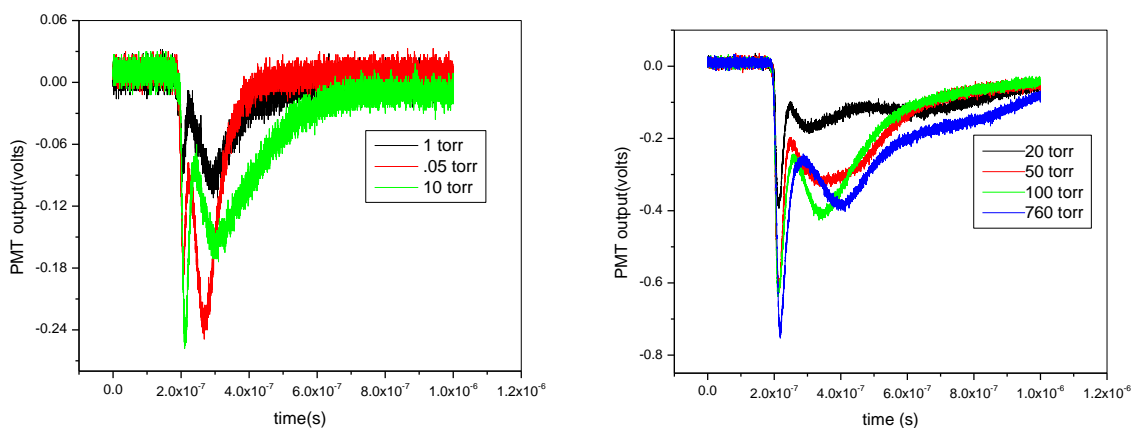 0.06
0.00
-0.06
-0.12
-0.18
-0.24
PMT output(volts)
0.0
2.0x10-7
4.0x10-7
6.0x10-7
8.0x10-7
1.0x10-6
1.2x10-6
time(s)
1 torr
.05 torr
10 torr
0.0
-0.2
-0.4
-0.6
-0.8
PMT output(volts)
0.0
2.0x10-7
4.0x10-7
6.0x10-7
8.0x10-7
1.0x10-6
1.2x10-6
time (s)
20 torr
50 torr
100 torr
760 torr